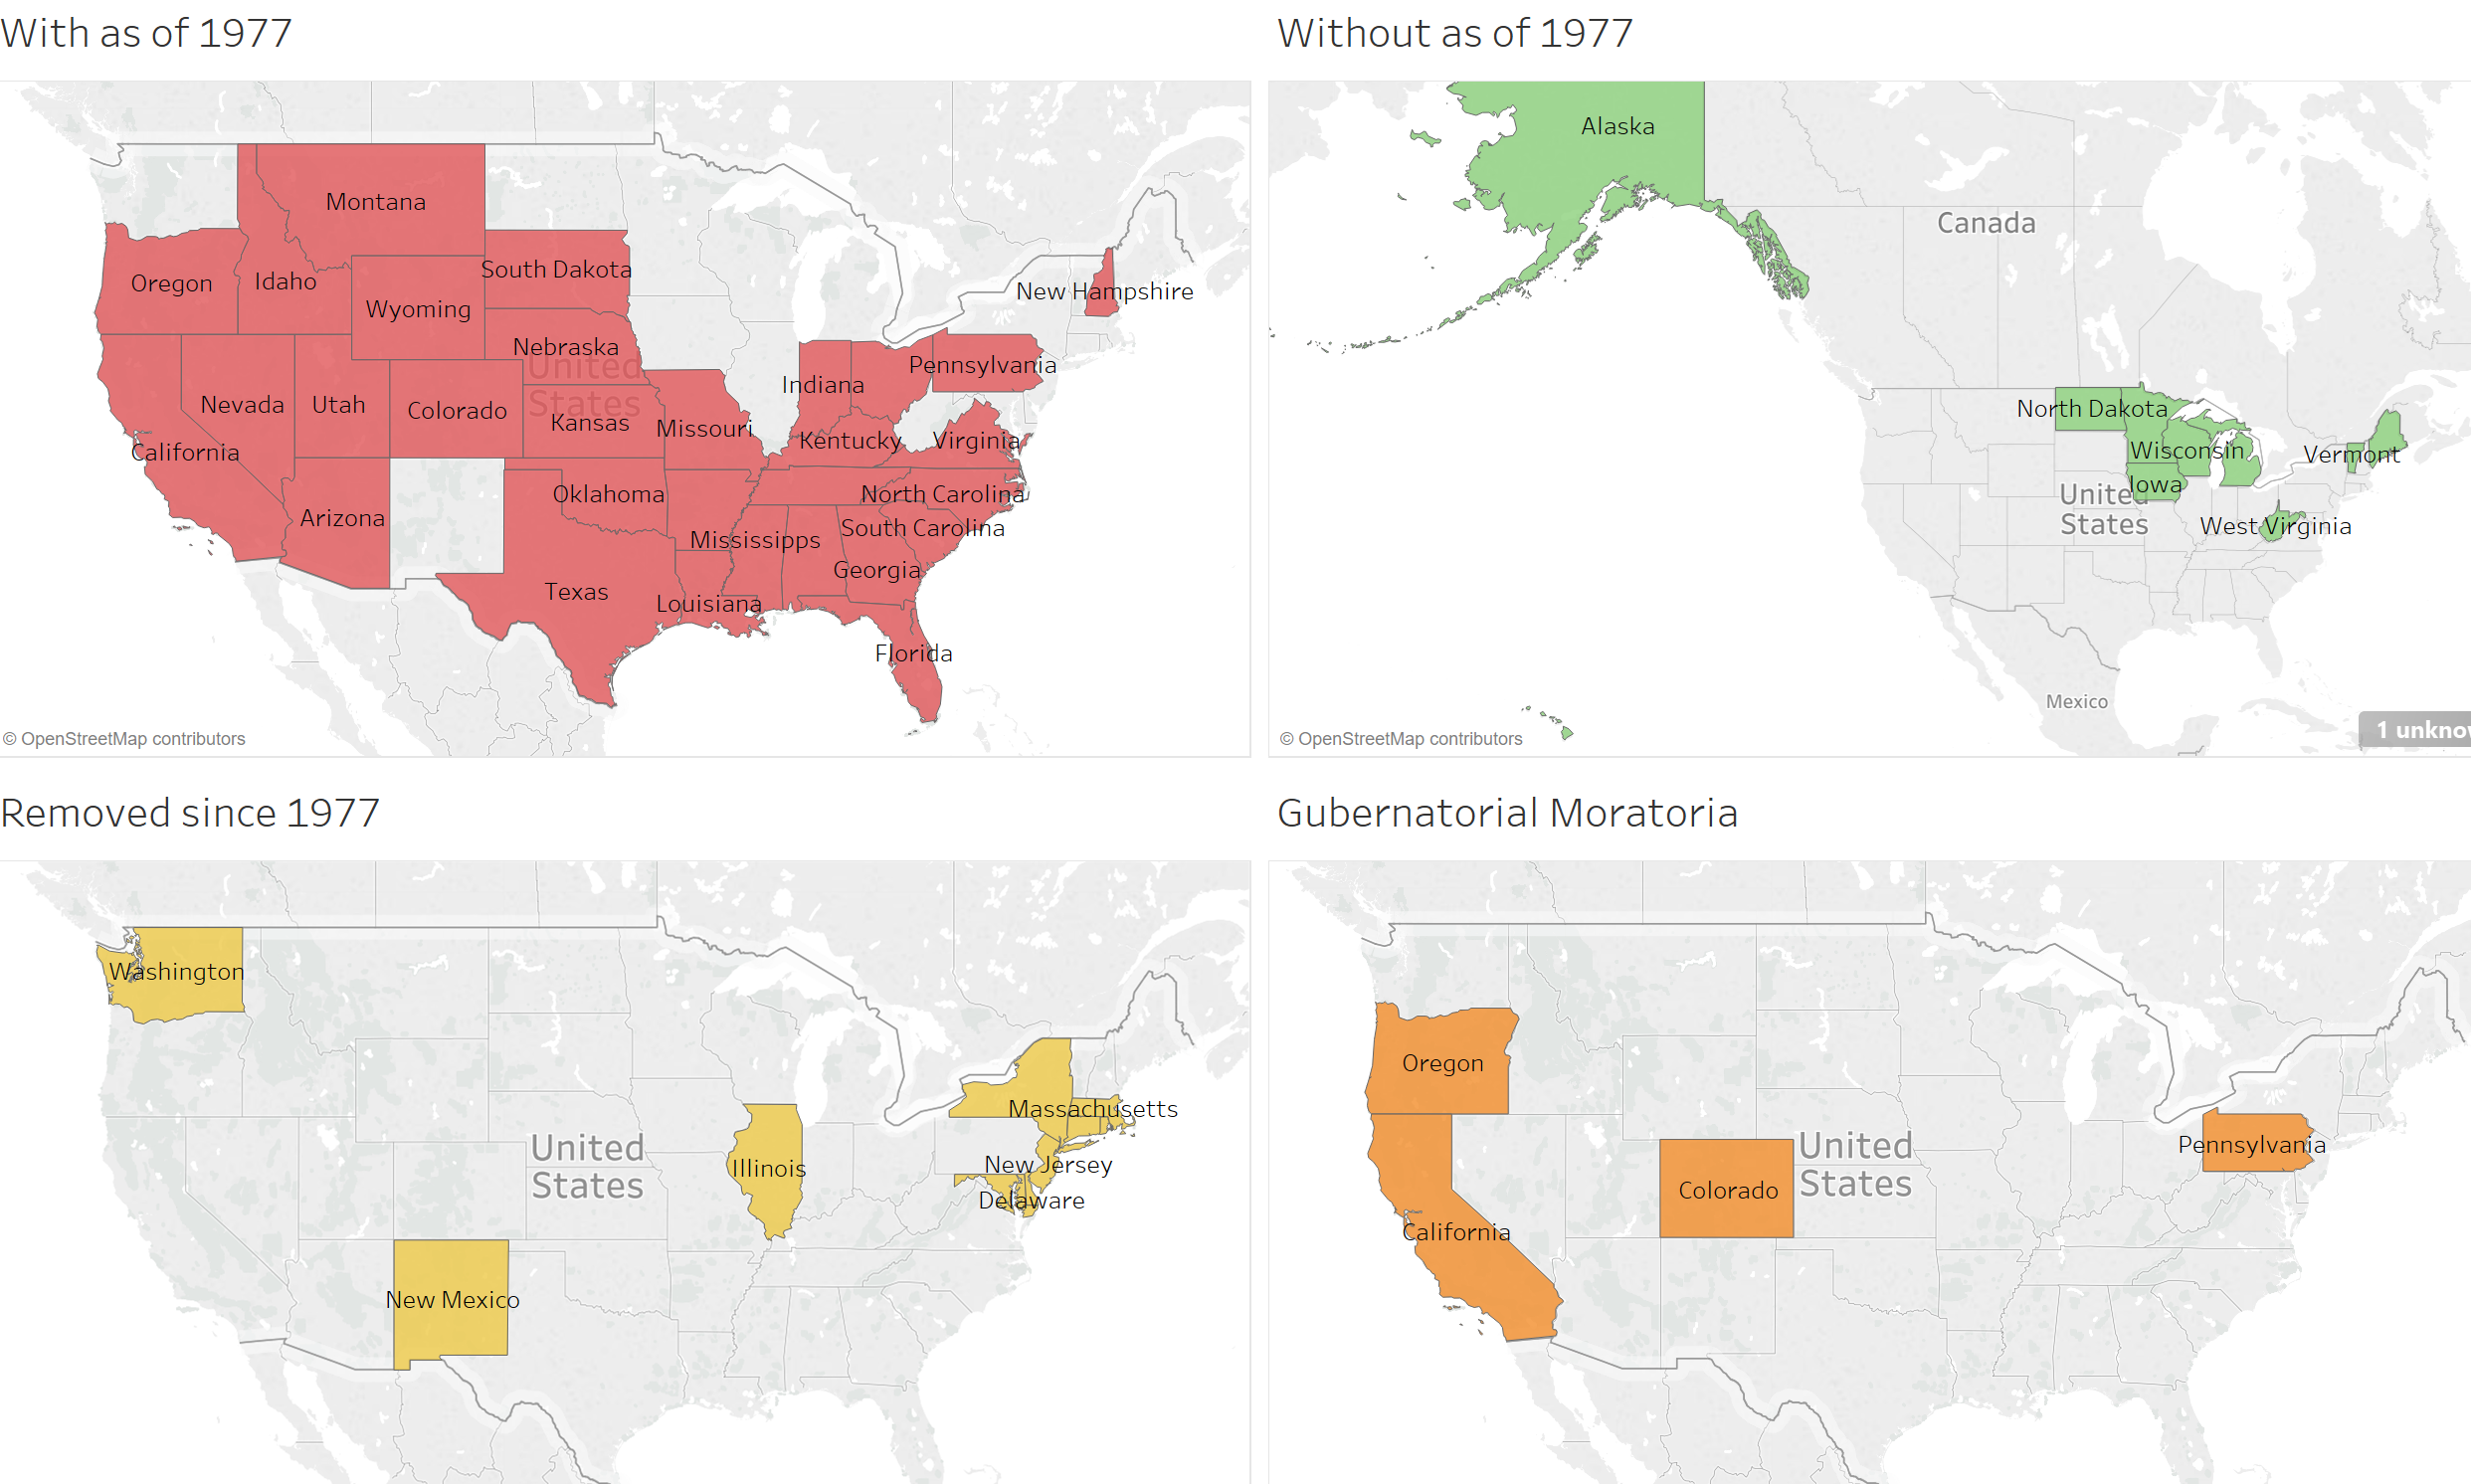 With as of 1977
Montana
Oregon
Idaho
South Dakota
Wyoming
New Hampshire
Nebraska
United
States
Pennsylvania
Indiana
Nevada
Utah
Colorado
Kansas
Missouri
Kentucky
Virginia
California
Oklahoma
North Carolina
Arizona
Mississipps
South Carolina
Georgia
Texas
Louisiana
Florida
© OpenStreetMap contributors
Without as of 1977
Alaska
Canada
North Dakota
Wisconsin
Vermont
Iowa
United
States
West Virginia
Mexico
1 unknow
© OpenStreetMap contributors
Removed since 1977
Washington
Massachusetts
United
States
Illinois
New Jersey
Delaware
New Mexico
Gubernatorial Moratoria
Oregon
United
States
Pennsylvania
Colorado
California